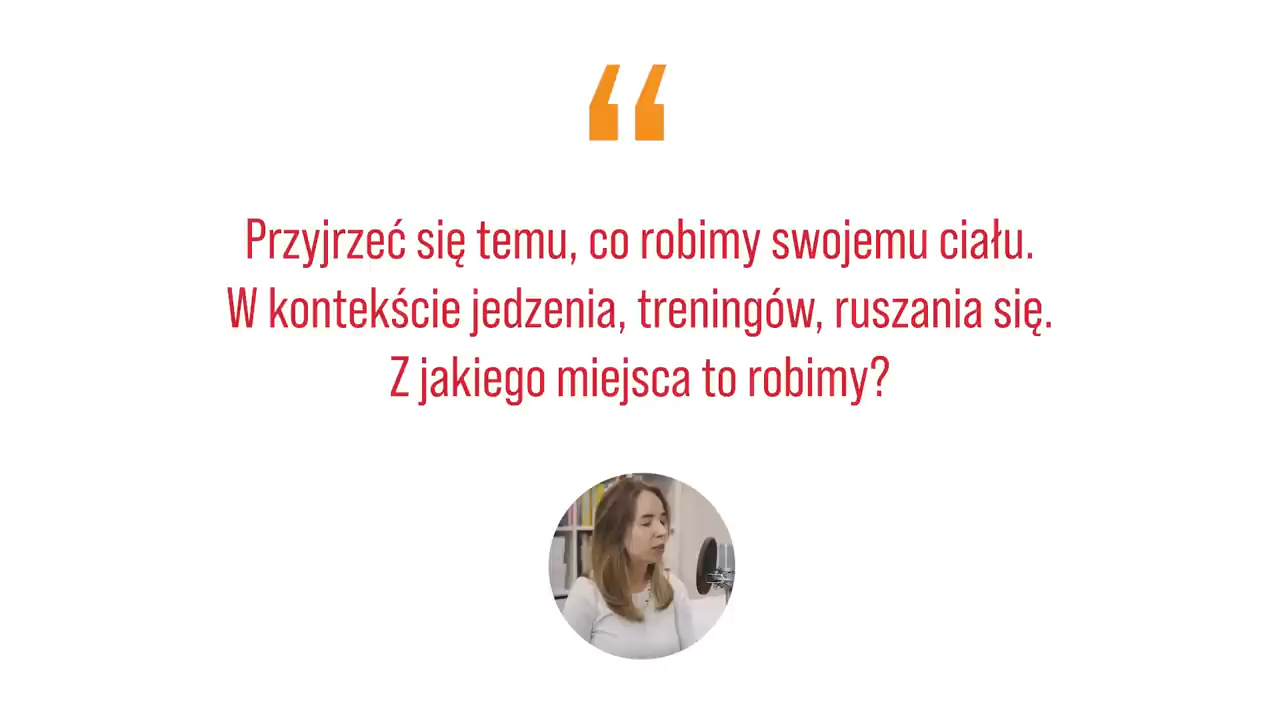 “
Przyjrzeć się temu, co robimy swojemu ciału.
W kontekście jedzenia, treningów, ruszania się.
Z jakiego miejsca to robimy?